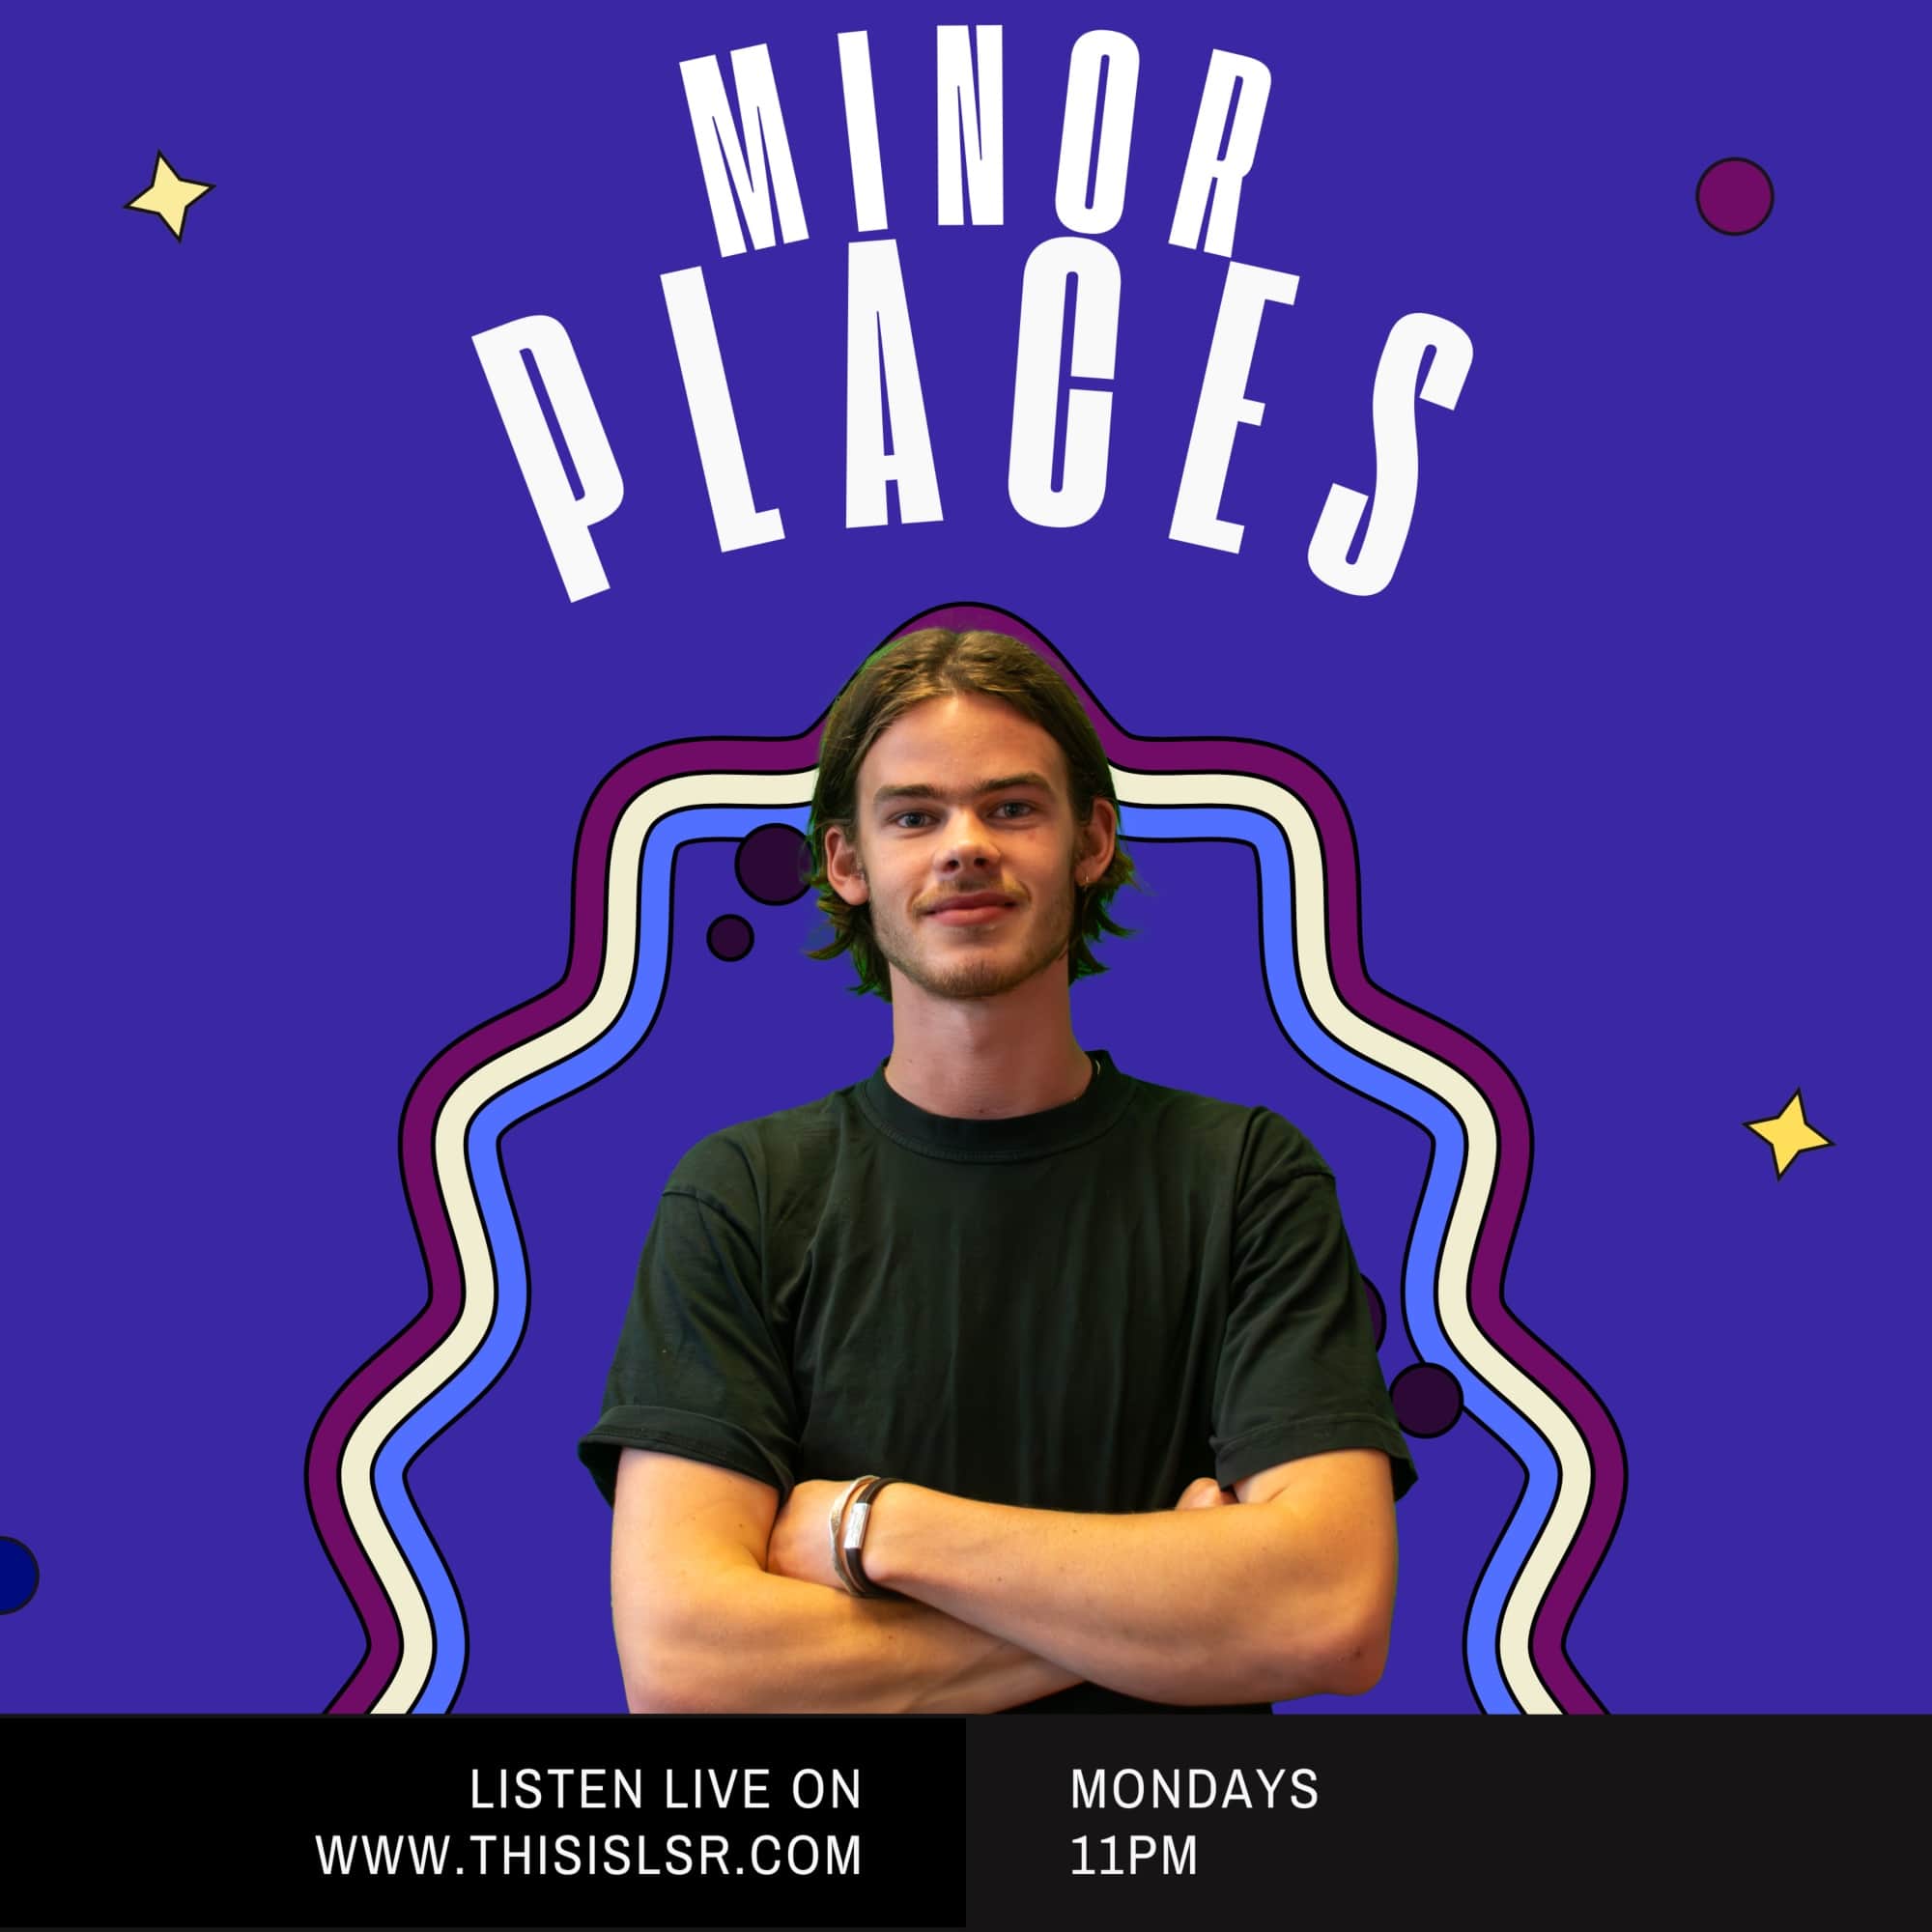 MINOR
PLACES
LISTEN LIVE ON
WWW.THISISLSR.COM
MONDAYS
11PM